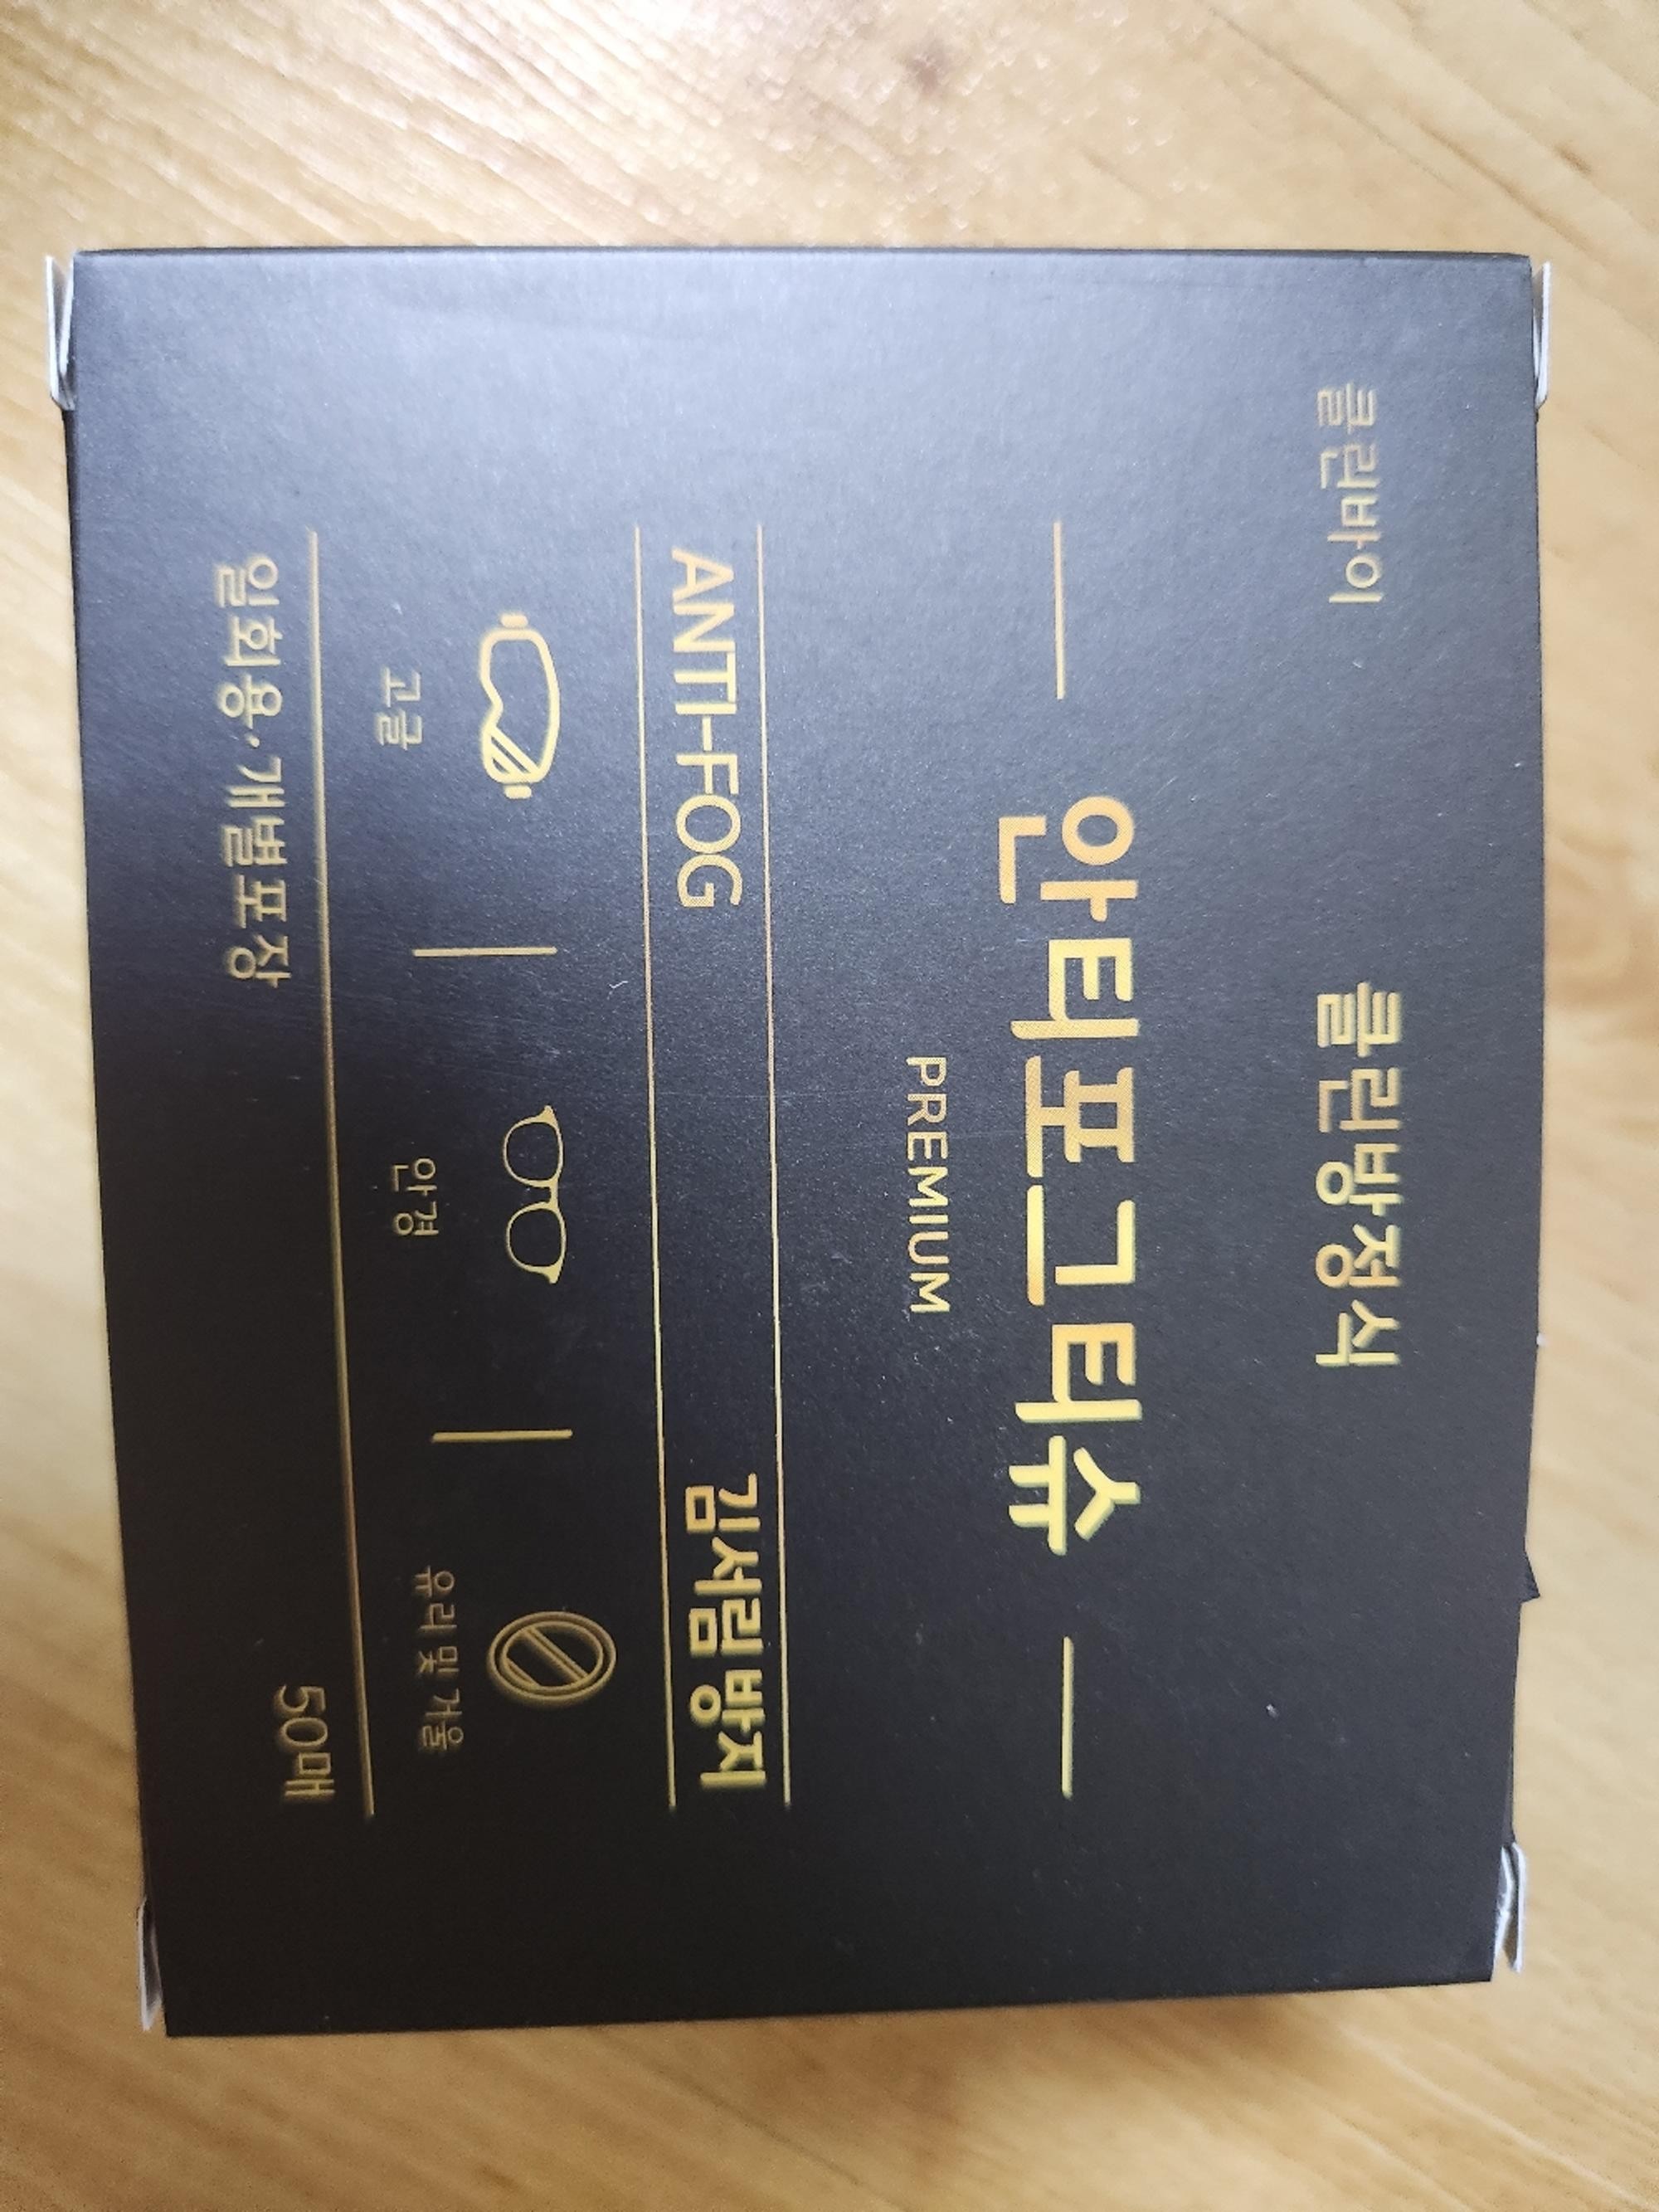 클린바이
클린방정식
안티포그티슈
PREMIUM
ANTI-FOG 김서림 방지
고글 안경 유리 및 거울
일회용·개별포장 50매